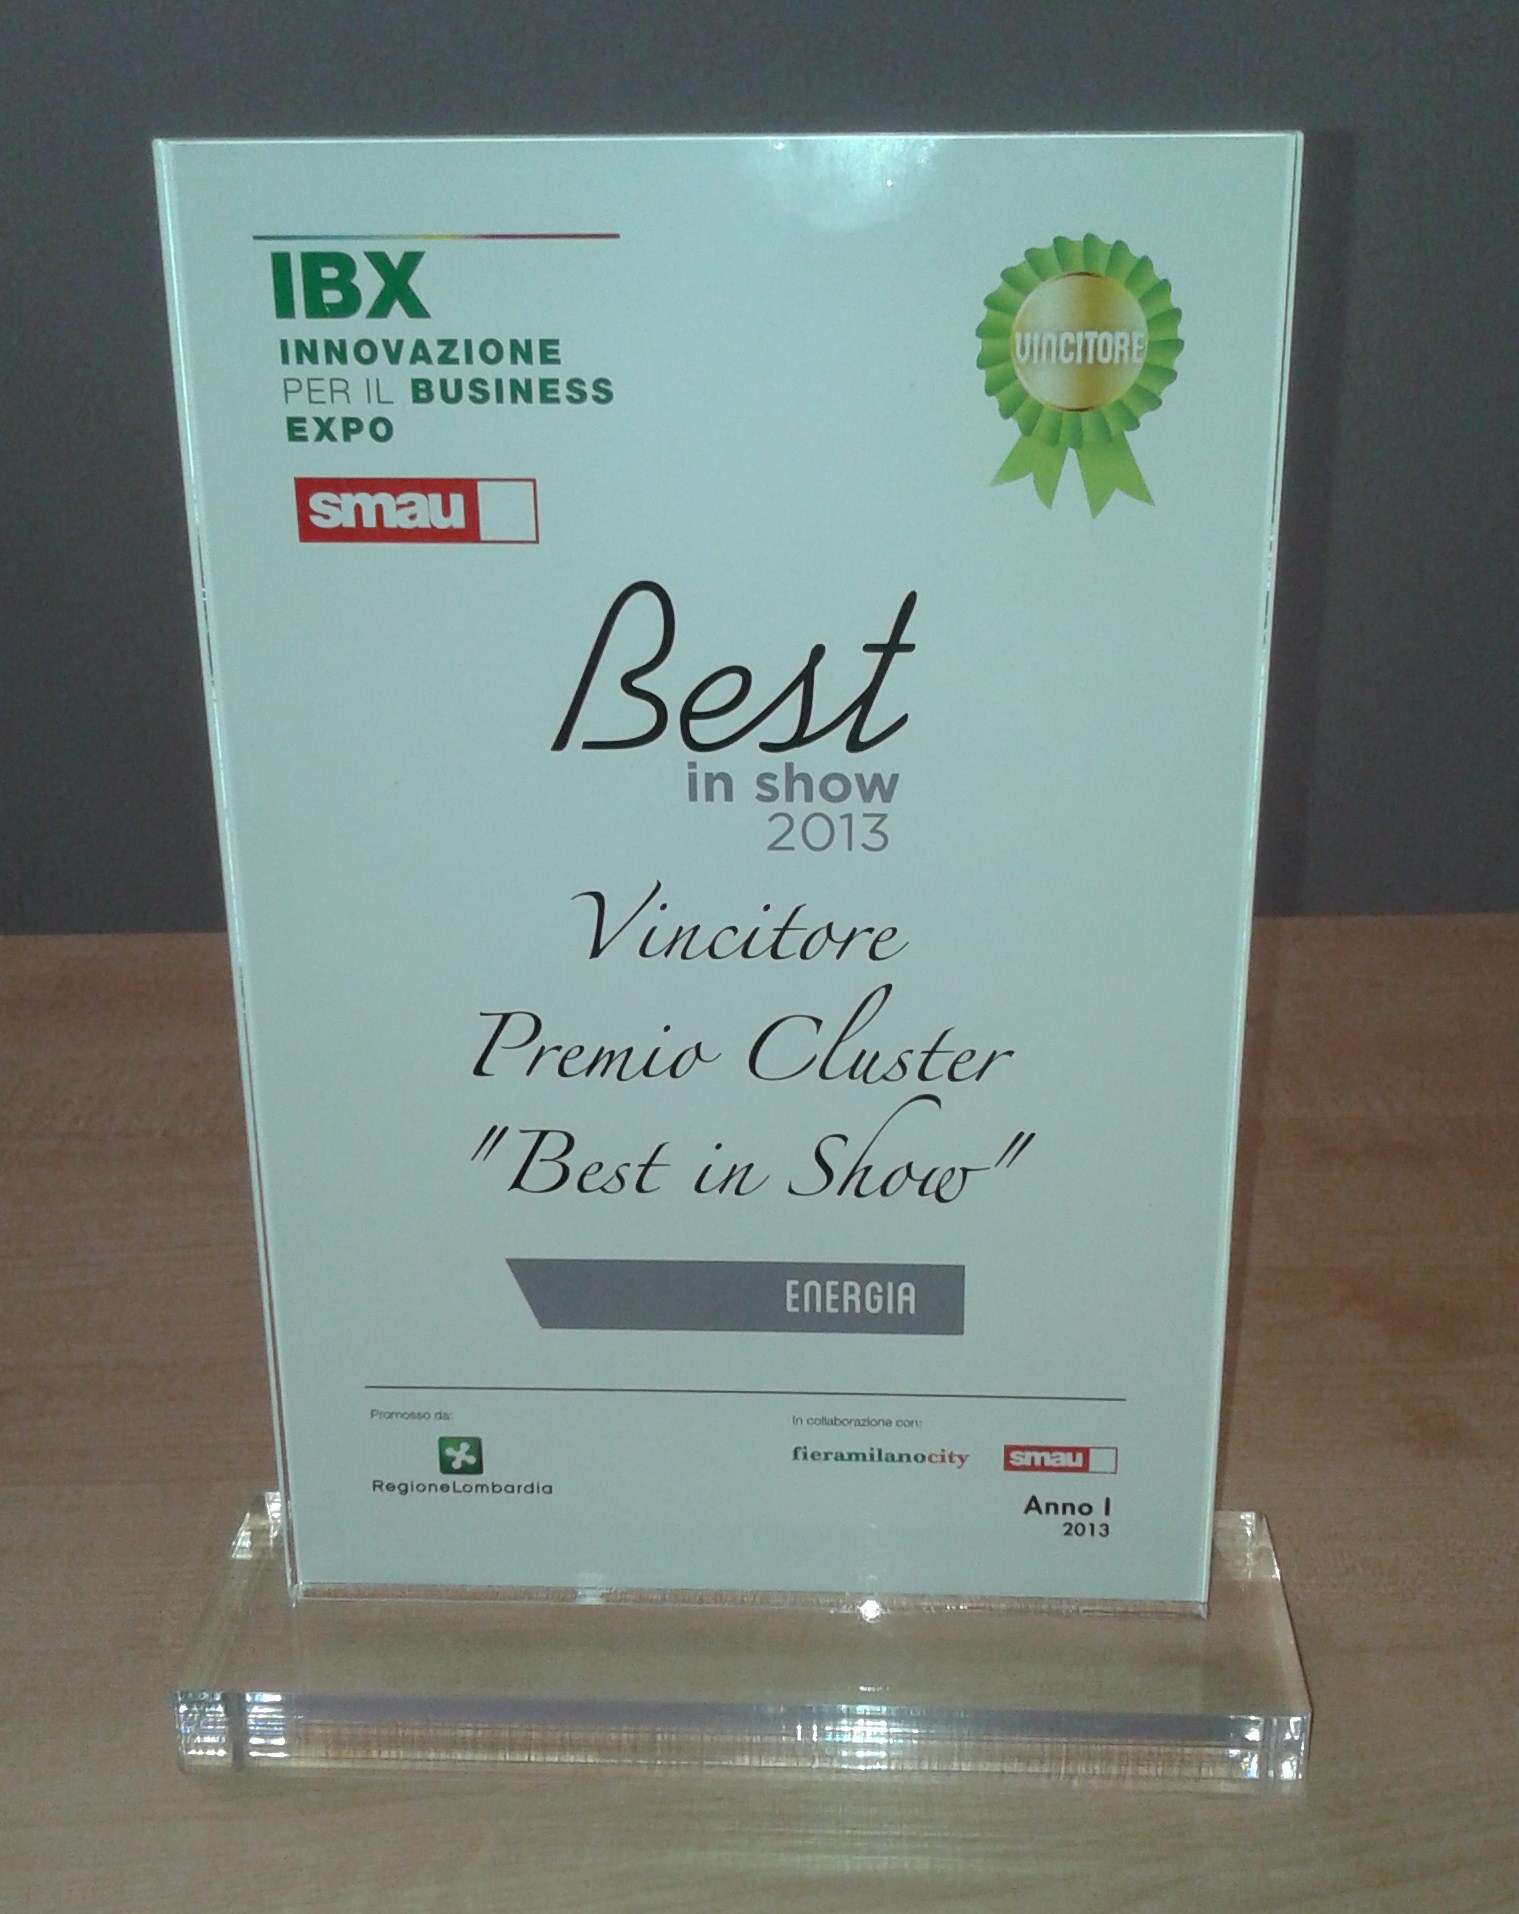 IBX
INNOVAZIONE
PER IL BUSINESS
EXPO
smau
VINCITORE
Best
in show
2013
Vincitore
Premio Cluster
"Best in Show"
ENERGIA
Promosso da:
RegioneLombardia
In collaborazione con:
fieramilanocity
smau
Anno I
2013